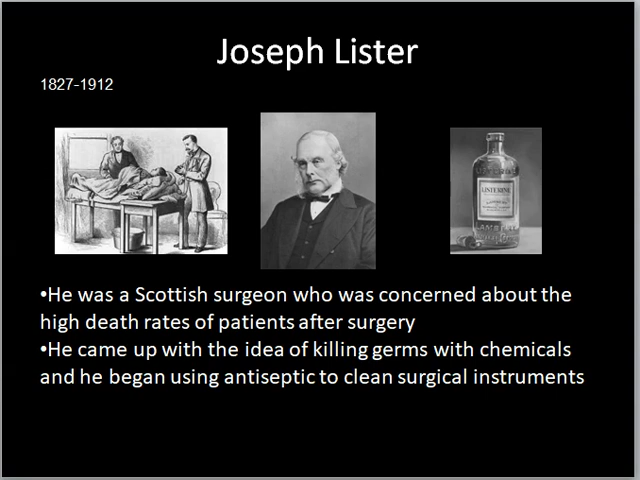 Joseph Lister
1827-1912
LISTERINE
LAMBERT
•He was a Scottish surgeon who was concerned about the
high death rates of patients after surgery
•He came up with the idea of killing germs with chemicals
and he began using antiseptic to clean surgical instruments